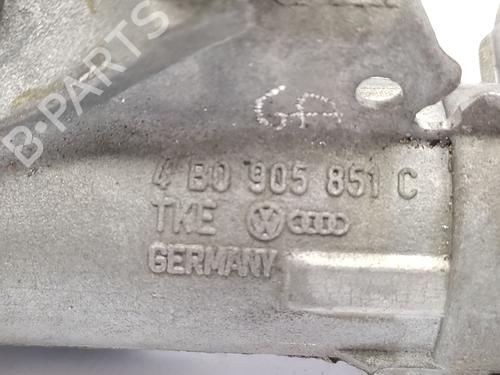 B-PARTS
GA
4 B0 905 851 C
TKE
GERMANY